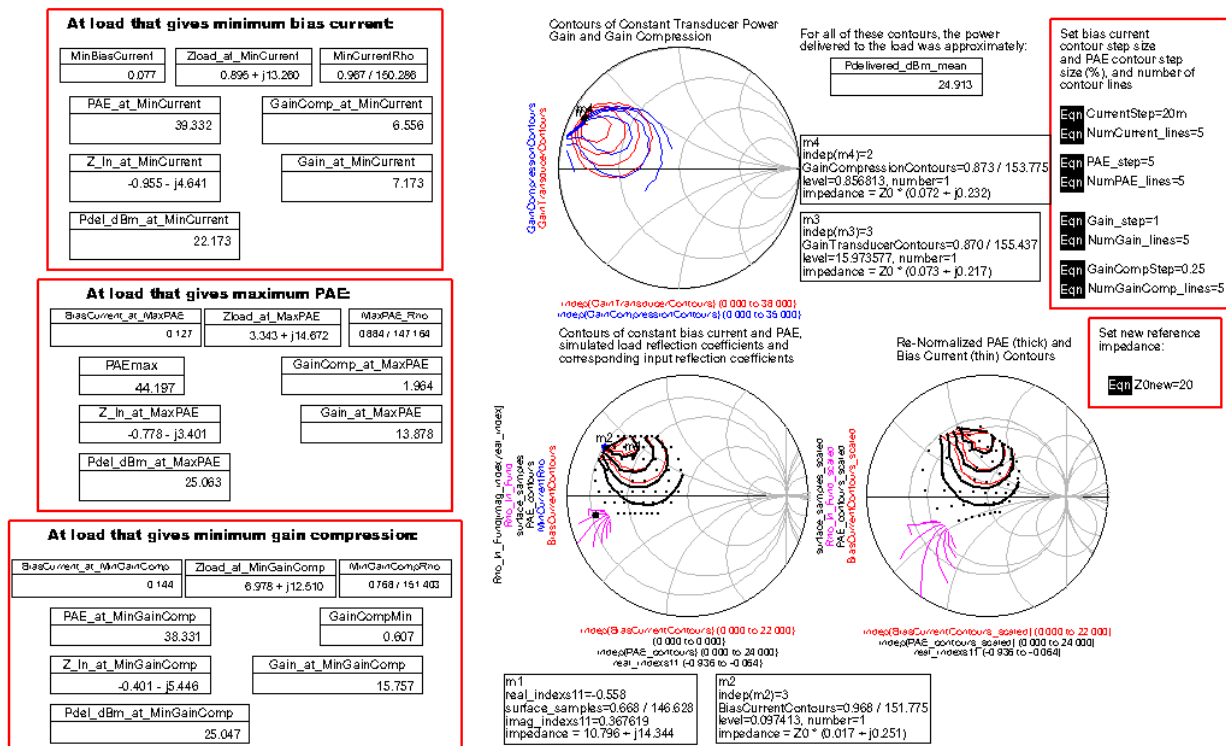 At load that gives minimum bias current:
MinBiasCurrent
0.077
Zload_at_MinCurrent
0.895 + j13.260
MinCurrentRho
0.967 / 150.286
PAE_at_MinCurrent
39.332
GainComp_at_MinCurrent
6.556
Z_In_at_MinCurrent
-0.955 - j4.641
Gain_at_MinCurrent
7.173
Pdel_dBm_at_MinCurrent
22.173
At load that gives maximum PAE:
BiasCurrent_at_MaxPAE
0.127
Zload_at_MaxPAE
3.343 + j14.672
MaxPAE_Rho
0.884 / 147.164
PAEmax
44.197
GainComp_at_MaxPAE
1.964
Z_In_at_MaxPAE
-0.778 - j3.401
Gain_at_MaxPAE
13.878
Pdel_dBm_at_MaxPAE
25.063
At load that gives minimum gain compression:
BiasCurrent_at_MinGainComp
0.144
Zload_at_MinGainComp
6.978 + j12.510
MinGainCompRho
0.768 / 151.403
PAE_at_MinGainComp
38.331
GainCompMin
0.607
Z_In_at_MinGainComp
-0.401 - j5.446
Gain_at_MinGainComp
15.757
Pdel_dBm_at_MinGainComp
25.047
Contours of Constant Transducer Power
Gain and Gain Compression
GainCompressionContours
GainTransducerContours
indep(GainTransducerContours) (0.000 to 38.000)
indep(GainCompressionContours) (0.000 to 35.000)
For all of these contours, the power
delivered to the load was approximately:
Pdelivered_dBm_mean
24.913
m4
indep(m4)=2
GainCompressionContours=0.873 / 153.775
level=0.856813, number=1
impedance = Z0 * (0.072 + j0.232)
m3
indep(m3)=3
GainTransducerContours=0.870 / 155.437
level=15.973577, number=1
impedance = Z0 * (0.073 + j0.217)
Set bias current
contour step size
and PAE contour step
size (%), and number of
contour lines
Eqn CurrentStep=20m
Eqn NumCurrent_lines=5
Eqn PAE_step=5
Eqn NumPAE_lines=5
Eqn Gain_step=1
Eqn NumGain_lines=5
Eqn GainCompStep=0.25
Eqn NumGainComp_lines=5
Set new reference
impedance:
Eqn Z0new=20
Contours of constant bias current and PAE,
simulated load reflection coefficients and
corresponding input reflection coefficients
m2
m1
Rho_In_Fund[imag_index,real_index]
Rho_In_Fund
surface_samples
PAE_contours
MinCurrentRho
BiasCurrentContours
indep(BiasCurrentContours) (0.000 to 22.000)
(0.000 to 0.000)
indep(PAE_contours) (0.000 to 24.000)
real_indexs11 (-0.936 to -0.064)
Re-Normalized PAE (thick) and
Bias Current (thin) Contours
surface_samples_scaled
Rho_In_Fund_scaled
PAE_contours_scaled
BiasCurrentContours_scaled
indep(BiasCurrentContours_scaled) (0.000 to 22.000)
indep(PAE_contours_scaled) (0.000 to 24.000)
real_indexs11 (-0.936 to -0.064)
m1
real_indexs11=-0.558
surface_samples=0.668 / 146.628
imag_indexs11=0.367619
impedance = 10.796 + j14.344
m2
indep(m2)=3
BiasCurrentContours=0.968 / 151.775
level=0.097413, number=1
impedance = Z0 * (0.017 + j0.251)